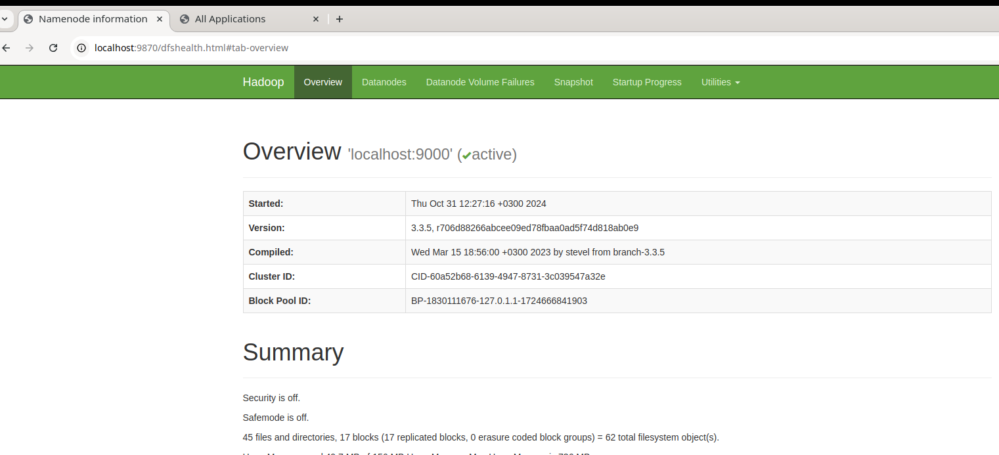 Namenode information
All Applications
localhost:9870/dfshealth.html#tab-overview
Hadoop Overview Datanodes Datanode Volume Failures Snapshot Startup Progress Utilities
Overview 'localhost:9000' (✔active)
Started: Thu Oct 31 12:27:16 +0300 2024
Version: 3.3.5, r706d88266abcee09ed78fbaa0ad5f74d818ab0e9
Compiled: Wed Mar 15 18:56:00 +0300 2023 by stevel from branch-3.3.5
Cluster ID: CID-60a52b68-6139-4947-8731-3c039547a32e
Block Pool ID: BP-1830111676-127.0.1.1-1724666841903
Summary
Security is off.
Safemode is off.
45 files and directories, 17 blocks (17 replicated blocks, 0 erasure coded block groups) = 62 total filesystem object(s).